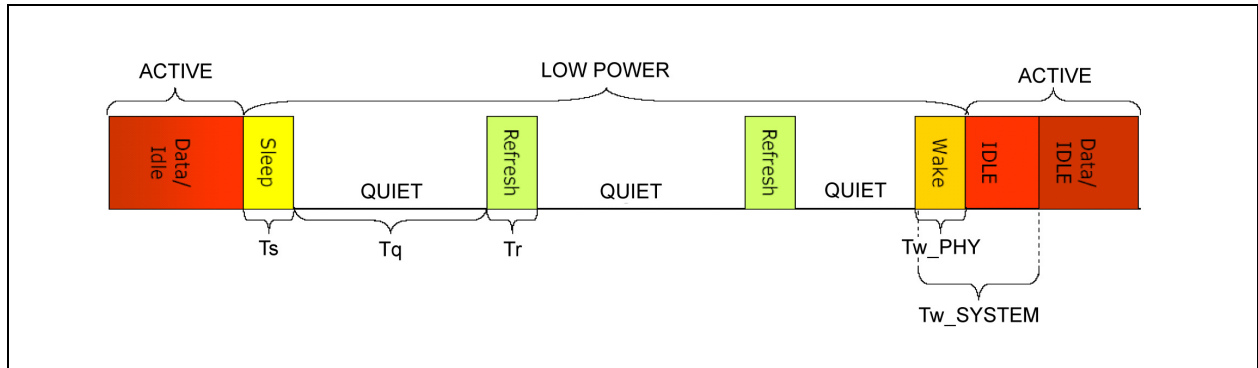 ACTIVE
LOW POWER
ACTIVE
Data/
Idle
Sleep
QUIET
Refresh
QUIET
Refresh
QUIET
Wake
IDLE
Data/
IDLE
Ts
Tq
Tr
Tw_PHY
Tw_SYSTEM